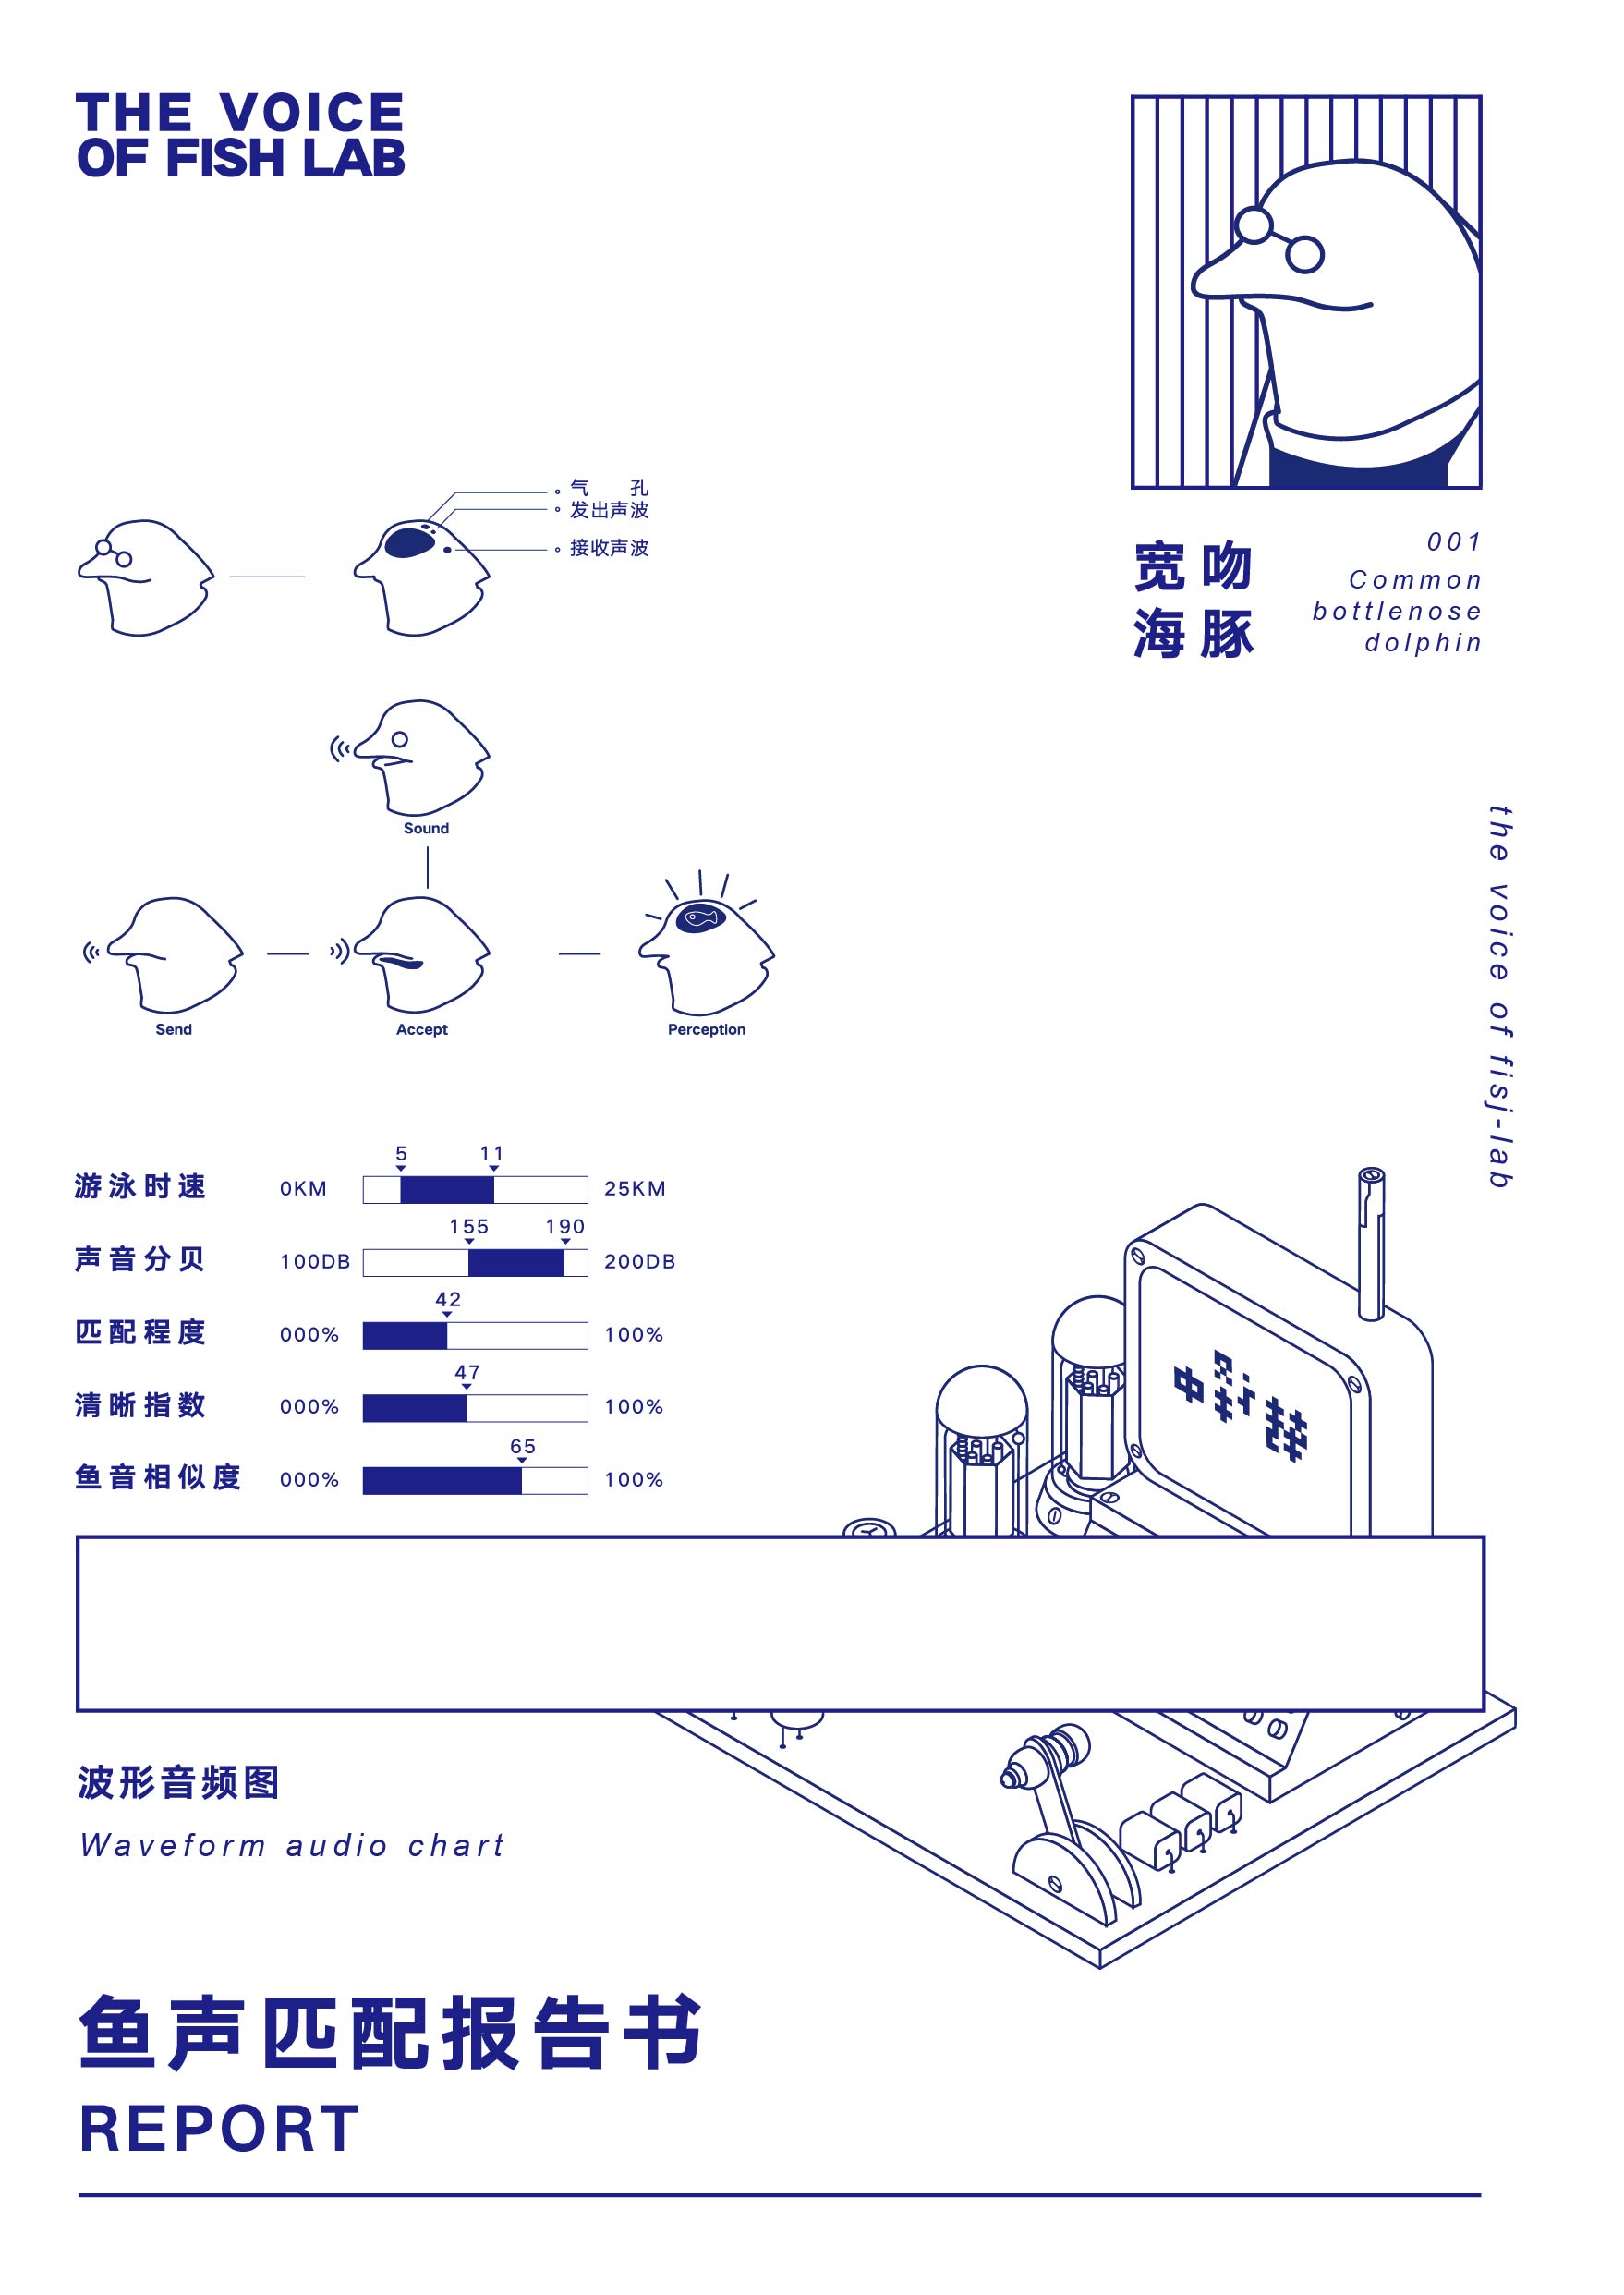 THE VOICE
OF FISH LAB
气 孔
发出声波
接收声波
宽吻
海豚
001
Common
bottlenose
dolphin
Sound
Send
Accept
Perception
the voice of fisj-lab
5 11
游泳时速 0KM 25KM
155 190
声音分贝 100DB 200DB
42
匹配程度 000% 100%
47
清晰指数 000% 100%
65
鱼音相似度 000% 100%
波形音频图
Waveform audio chart
鱼声匹配报告书
REPORT